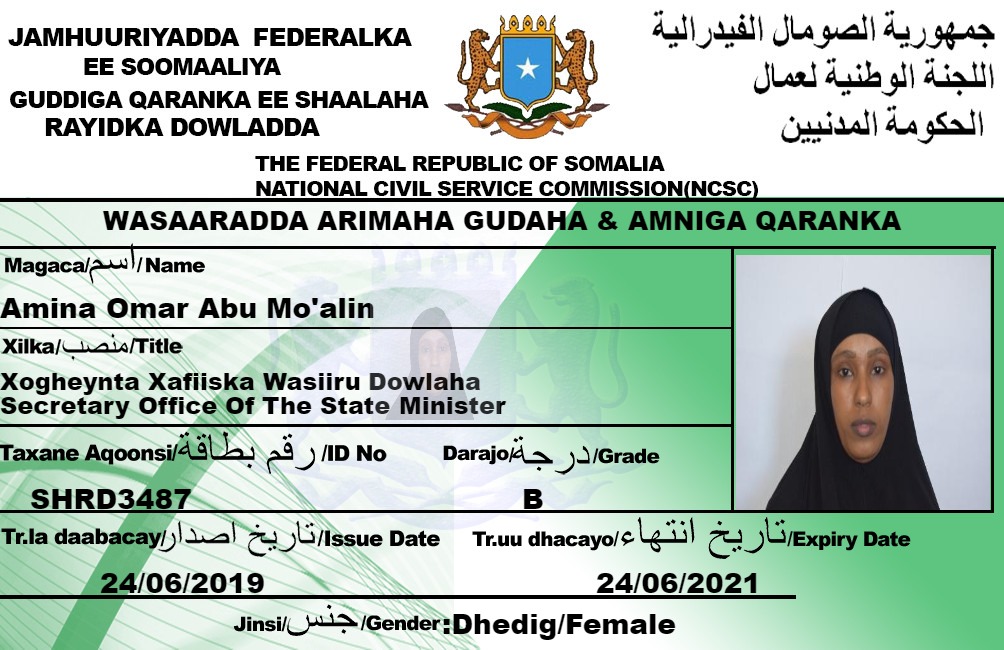 JAMHUURIYADDA FEDERALKA
EE SOOMAALIYA
GUDDIGA QARANKA EE SHAALAHA
RAYIDKA DOWLADDA
جمهورية الصومال الفيدرالية
اللجنة الوطنية لعمال
الحكومة المدنيين
THE FEDERAL REPUBLIC OF SOMALIA
NATIONAL CIVIL SERVICE COMMISSION(NCSC)
WASAARADDA ARIMAHA GUDAHA & AMNIGA QARANKA
Magaca/اسم/Name
Amina Omar Abu Mo'alin
Xilka/منصب/Title
Xogheynta Xafiiska Wasiiru Dowlaha
Secretary Office Of The State Minister
Taxane Aqoonsi/رقم بطاقة/ID No
Darajo/درجة/Grade
SHRD3487
B
Tr.la daabacay/تاريخ اصدار/Issue Date
Tr.uu dhacayo/تاريخ انتهاء/Expiry Date
24/06/2019
24/06/2021
Jinsi/جنس/Gender:Dhedig/Female